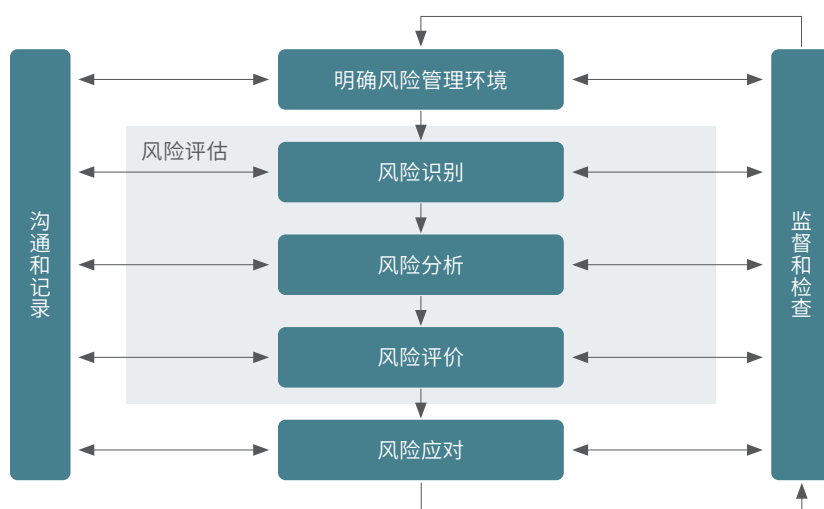 明确风险管理环境
风险评估
风险识别
沟通和记录
监督和检查
风险分析
风险评价
风险应对